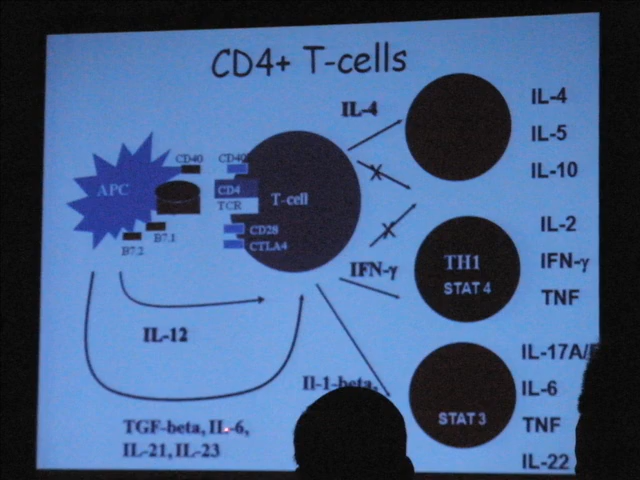 CD4+ T-cells
IL-4
IL-4
IL-5
IL-10
CD40
CD40
APC
CD4
TCR
T-cell
B7.1
B7.2
CD28
CTLA4
IFN-γ
TH1
STAT 4
IL-2
IFN-γ
TNF
IL-12
Il-1-beta,
TGF-beta, IL-6,
IL-21, IL-23
STAT 3
IL-17A/F
IL-6
TNF
IL-22